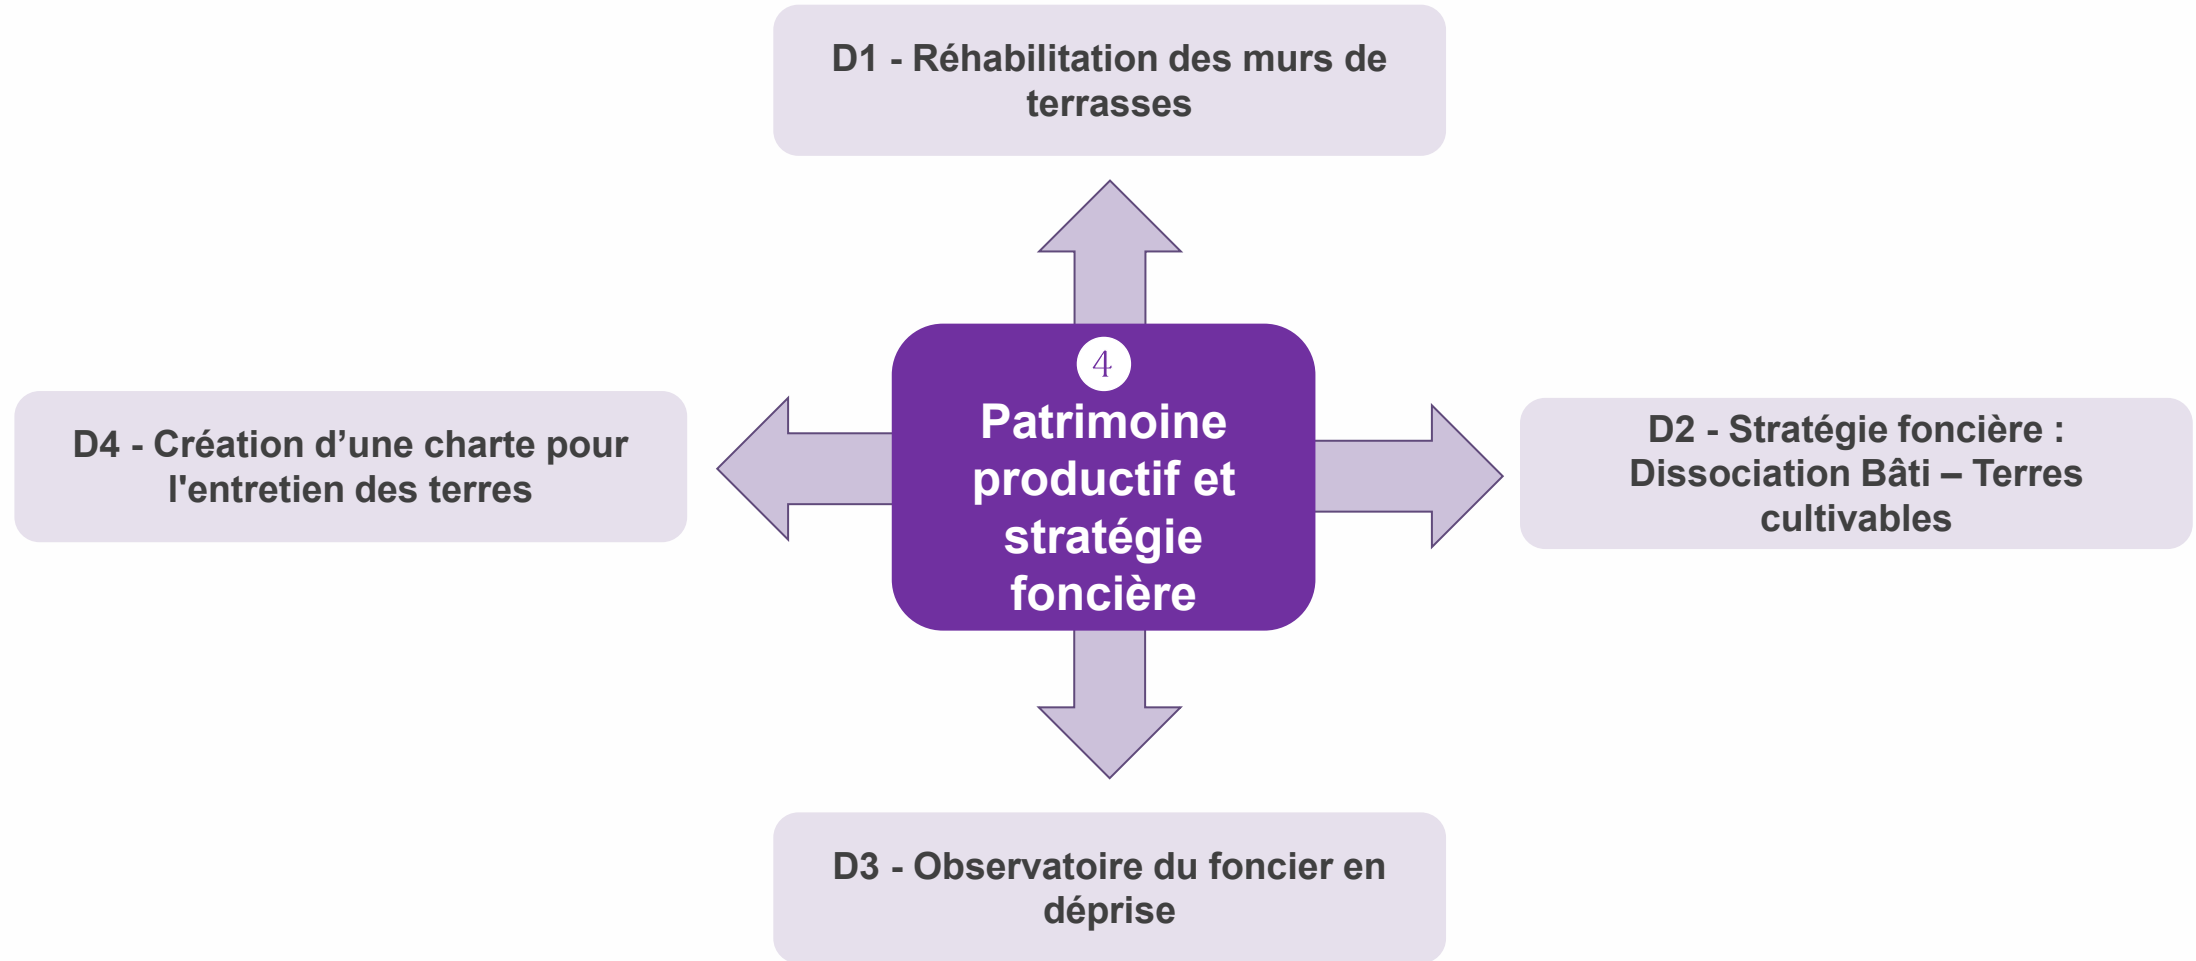 D1 - Réhabilitation des murs de
terrasses
4
Patrimoine
productif et
stratégie
foncière
D4 - Création d’une charte pour
l'entretien des terres
D2 - Stratégie foncière :
Dissociation Bâti – Terres
cultivables
D3 - Observatoire du foncier en
déprise